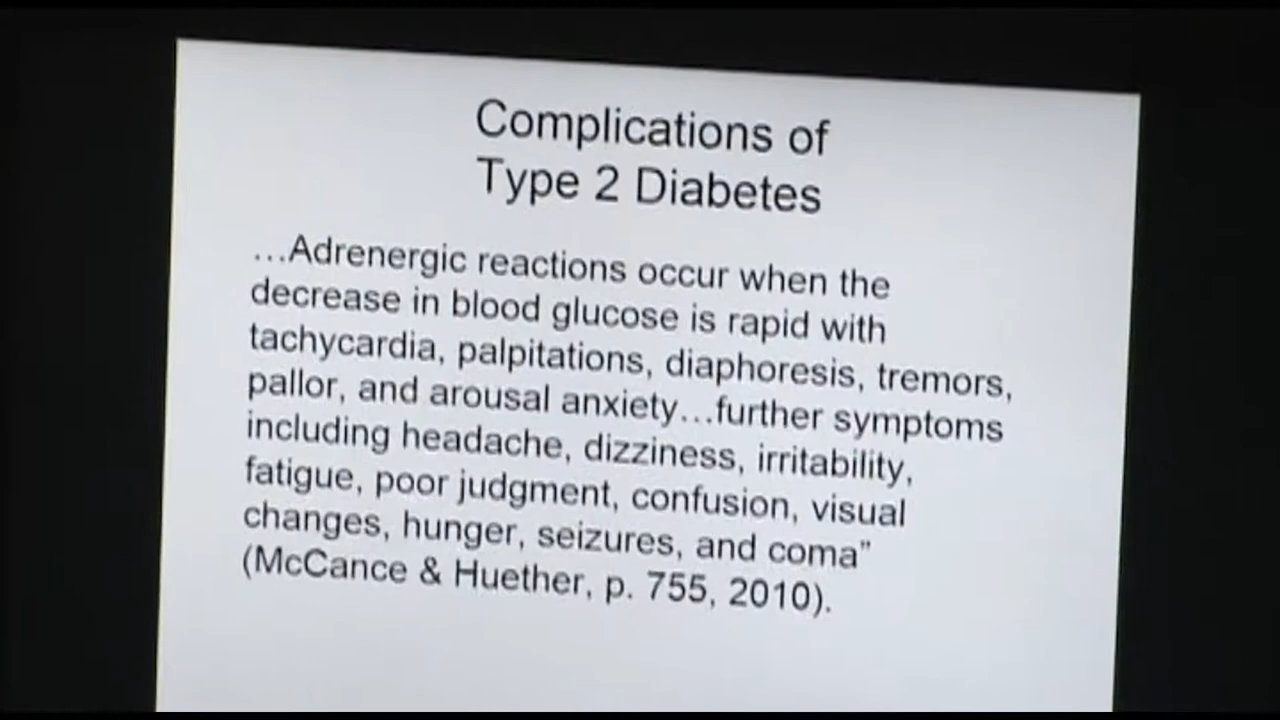 Complications of
Type 2 Diabetes
…Adrenergic reactions occur when the
decrease in blood glucose is rapid with
tachycardia, palpitations, diaphoresis, tremors,
pallor, and arousal anxiety…further symptoms
including headache, dizziness, irritability,
fatigue, poor judgment, confusion, visual
changes, hunger, seizures, and coma”
(McCance & Huether, p. 755, 2010).